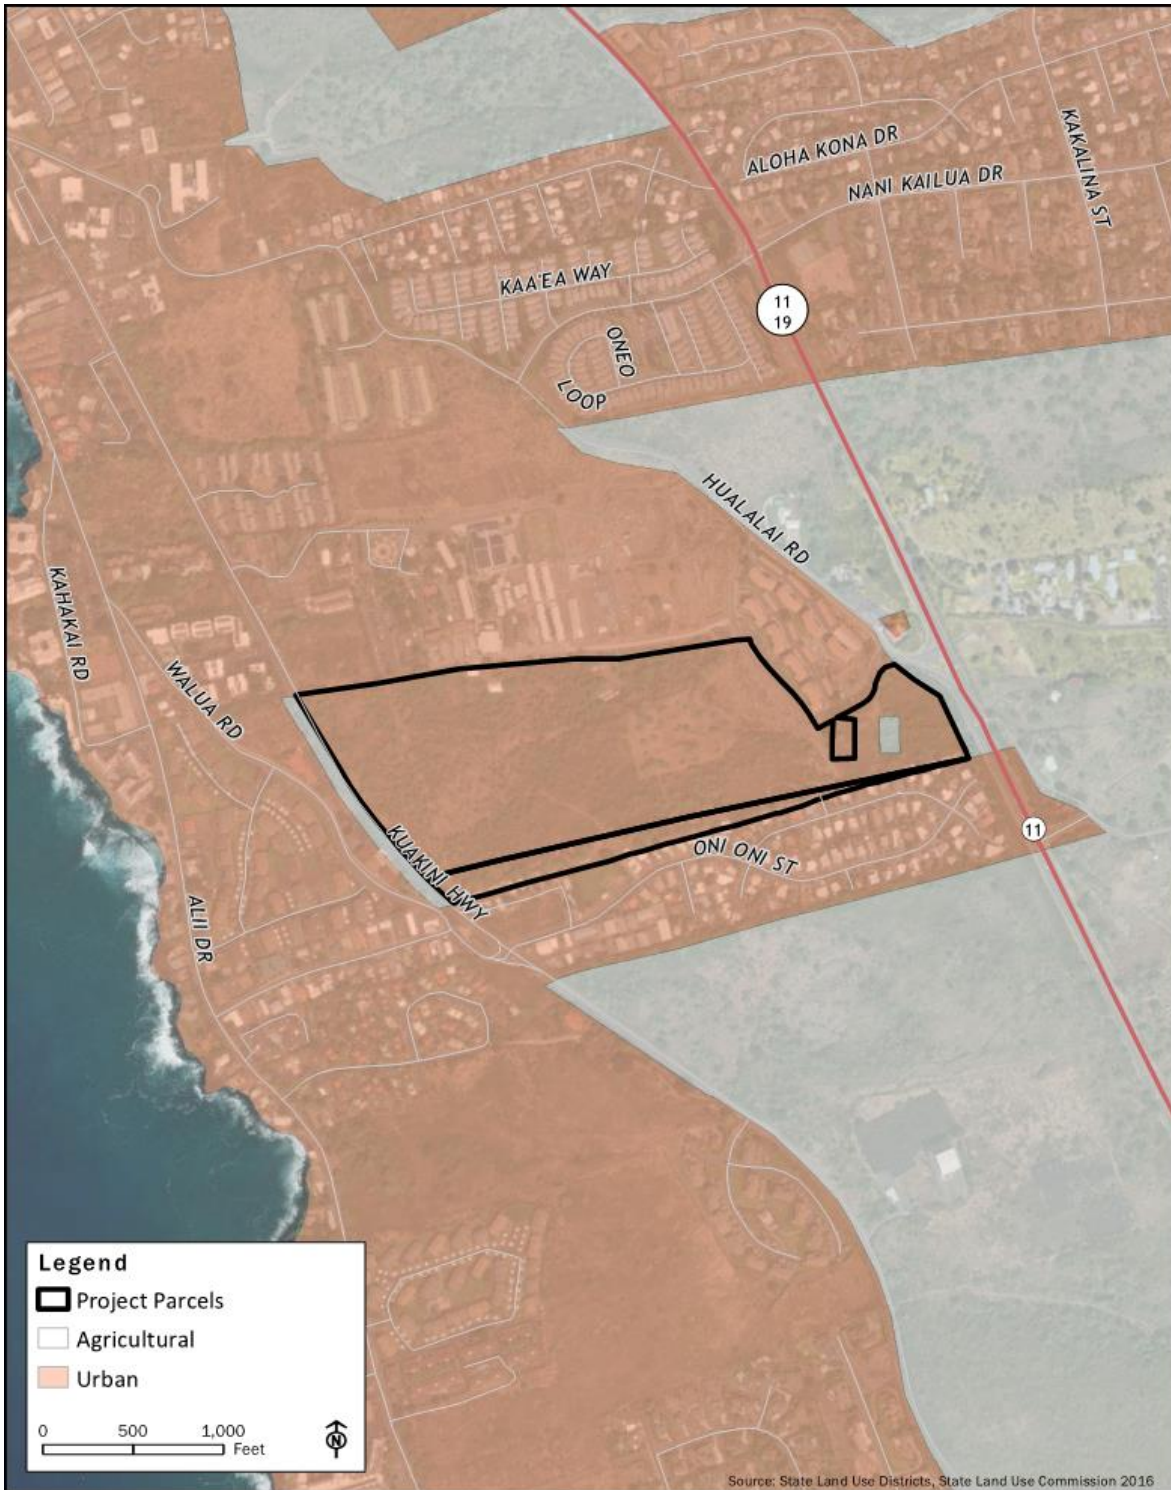 ALOHA KONA DR
KAKALINA ST
NANI KAILUA DR
KAA'EA WAY
11
19
ONEO
LOOP
HUALALAI RD
KAHAKAI RD
WALUA RD
KUAKINI HWY
ONI ONI ST
11
ALII DR
Legend
Project Parcels
Agricultural
Urban
0 500 1,000
Feet
N
Source: State Land Use Districts, State Land Use Commission 2016